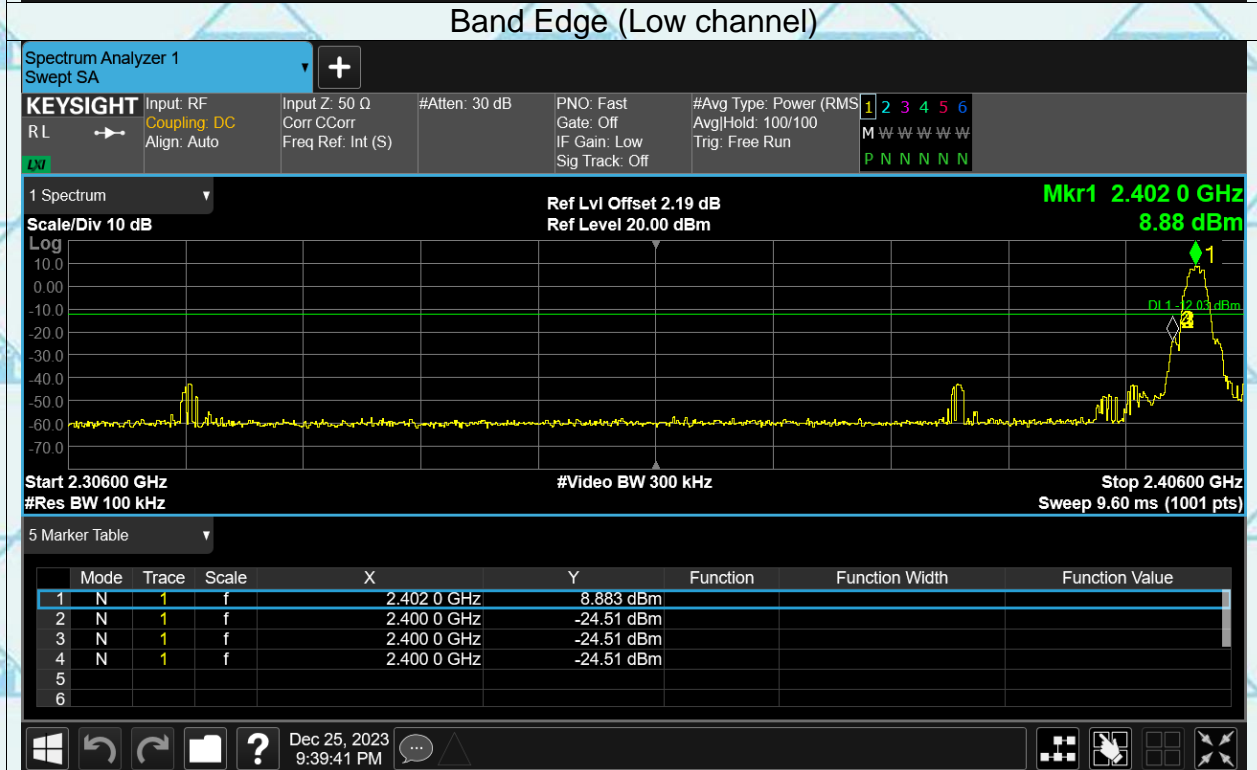 Band Edge (Low channel)
Spectrum Analyzer 1
Swept SA
KEYSIGHT Input: RF Input Z: 50 Ω #Atten: 30 dB PNO: Fast #Avg Type: Power (RMS 1 2 3 4 5 6
R L Coupling: DC Corr CCorr Gate: Off Avg|Hold: 100/100 M W W W W W
Align: Auto Freq Ref: Int (S) IF Gain: Low Trig: Free Run
LXI Sig Track: Off P N N N N N
1 Spectrum Ref Lvl Offset 2.19 dB Mkr1 2.402 0 GHz
Scale/Div 10 dB Ref Level 20.00 dBm 8.88 dBm
Log
1
10.0
0.00
-10.0
DL1 -12.03 dBm
-20.0
-30.0
-40.0
-50.0
-60.0
-70.0
Start 2.30600 GHz #Video BW 300 kHz Stop 2.40600 GHz
#Res BW 100 kHz Sweep 9.60 ms (1001 pts)
5 Marker Table
Mode Trace Scale X Y Function Function Width Function Value
1 N 1 f 2.402 0 GHz 8.883 dBm
2 N 1 f 2.400 0 GHz -24.51 dBm
3 N 1 f 2.400 0 GHz -24.51 dBm
4 N 1 f 2.400 0 GHz -24.51 dBm
5
6
? Dec 25, 2023
9:39:41 PM